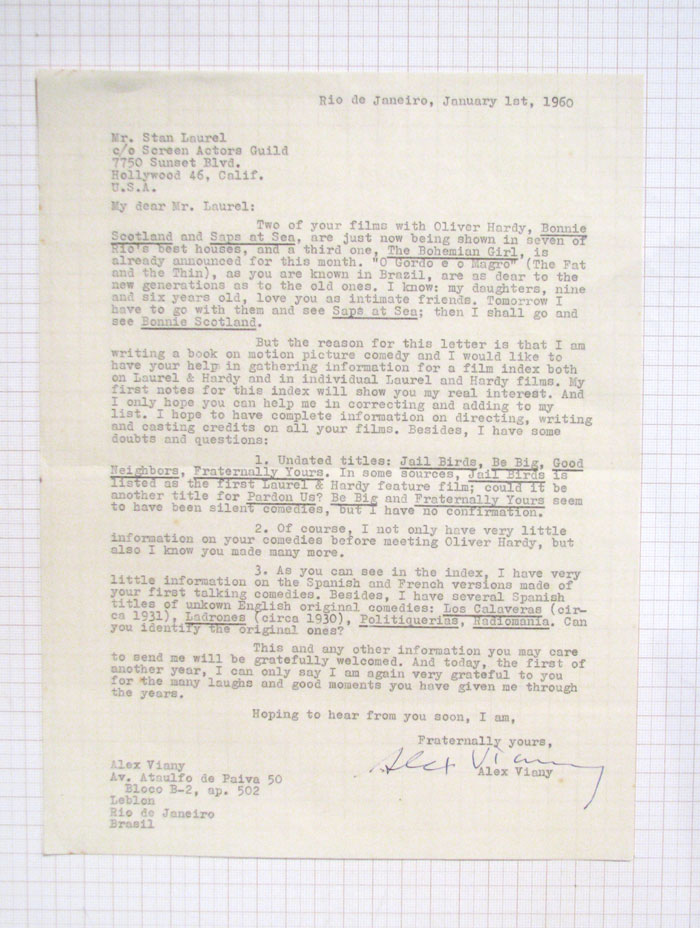 Rio de Janeiro, January 1st, 1960
Mr. Stan Laurel
c/o Screen Actors Guild
7750 Sunset Blvd.
Hollywood 46, Calif.
U.S.A.
My dear Mr. Laurel:
Two of your films with Oliver Hardy, Bonnie
Scotland and Saps at Sea, are just now being shown in seven of
Rio's best houses, and a third one, The Bohemian Girl, is
already announced for this month. "O Gordo e o Magro" (The Fat
and the Thin), as you are known in Brazil, are as dear to the
new generations as to the old ones. I know: my daughters, nine
and six years old, love you as intimate friends. Tomorrow I
have to go with them and see Saps at Sea; then I shall go and
see Bonnie Scotland.
But the reason for this letter is that I am
writing a book on motion picture comedy and I would like to
have your help in gathering information for a film index both
on Laurel & Hardy and in individual Laurel and Hardy films. My
first notes for this index will show you my real interest. And
I only hope you can help me in correcting and adding to my
list. I hope to have complete information on directing, writing
and casting credits on all your films. Besides, I have some
doubts and questions:
1. Undated titles: Jail Birds, Be Big, Good
Neighbors, Fraternally Yours. In some sources, Jail Birds is
listed as the first Laurel & Hardy feature film; could it be
another title for Pardon Us? Be Big and Fraternally Yours seem
to have been silent comedies, but I have no confirmation.
2. Of course, I not only have very little
information on your comedies before meeting Oliver Hardy, but
also I know you made many more.
3. As you can see in the index, I have very
little information on the Spanish and French versions made of
your first talking comedies. Besides, I have several Spanish
titles of unkown English original comedies: Los Calaveras (cir-
ca 1931), Ladrones (circa 1930), Politiquerias, Radiomania. Can
you identify the original ones?
This and any other information you may care
to send me will be gratefully welcomed. And today, the first of
another year, I can only say I am again very grateful to you
for the many laughs and good moments you have given me through
the years.
Hoping to hear from you soon, I am,
Fraternally yours,
Alex Viany
Alex Viany
Alex Viany
Av. Ataulfo de Paiva 50
Bloco B-2, ap. 502
Leblon
Rio de Janeiro
Brasil